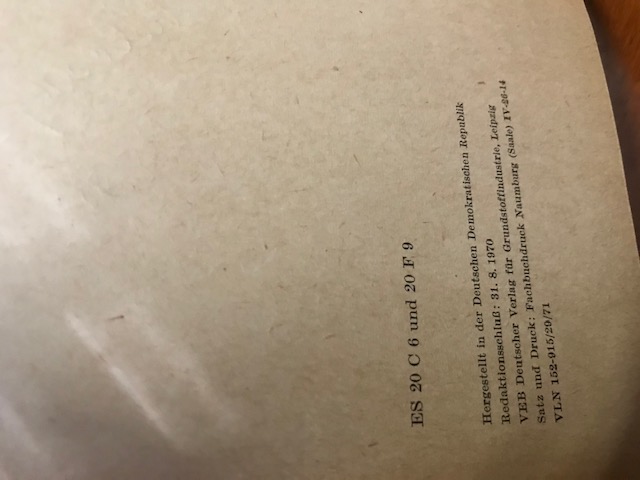 ES 20 C 6 und 20 F 9
Hergestellt in der Deutschen Demokratischen Republik
Redaktionsschluß: 31. 8. 1970
VEB Deutscher Verlag für Grundstoffindustrie, Leipzig
Satz und Druck: Fachbuchdruck Naumburg (Saale) IV-26-14
VLN 152-915/29/71